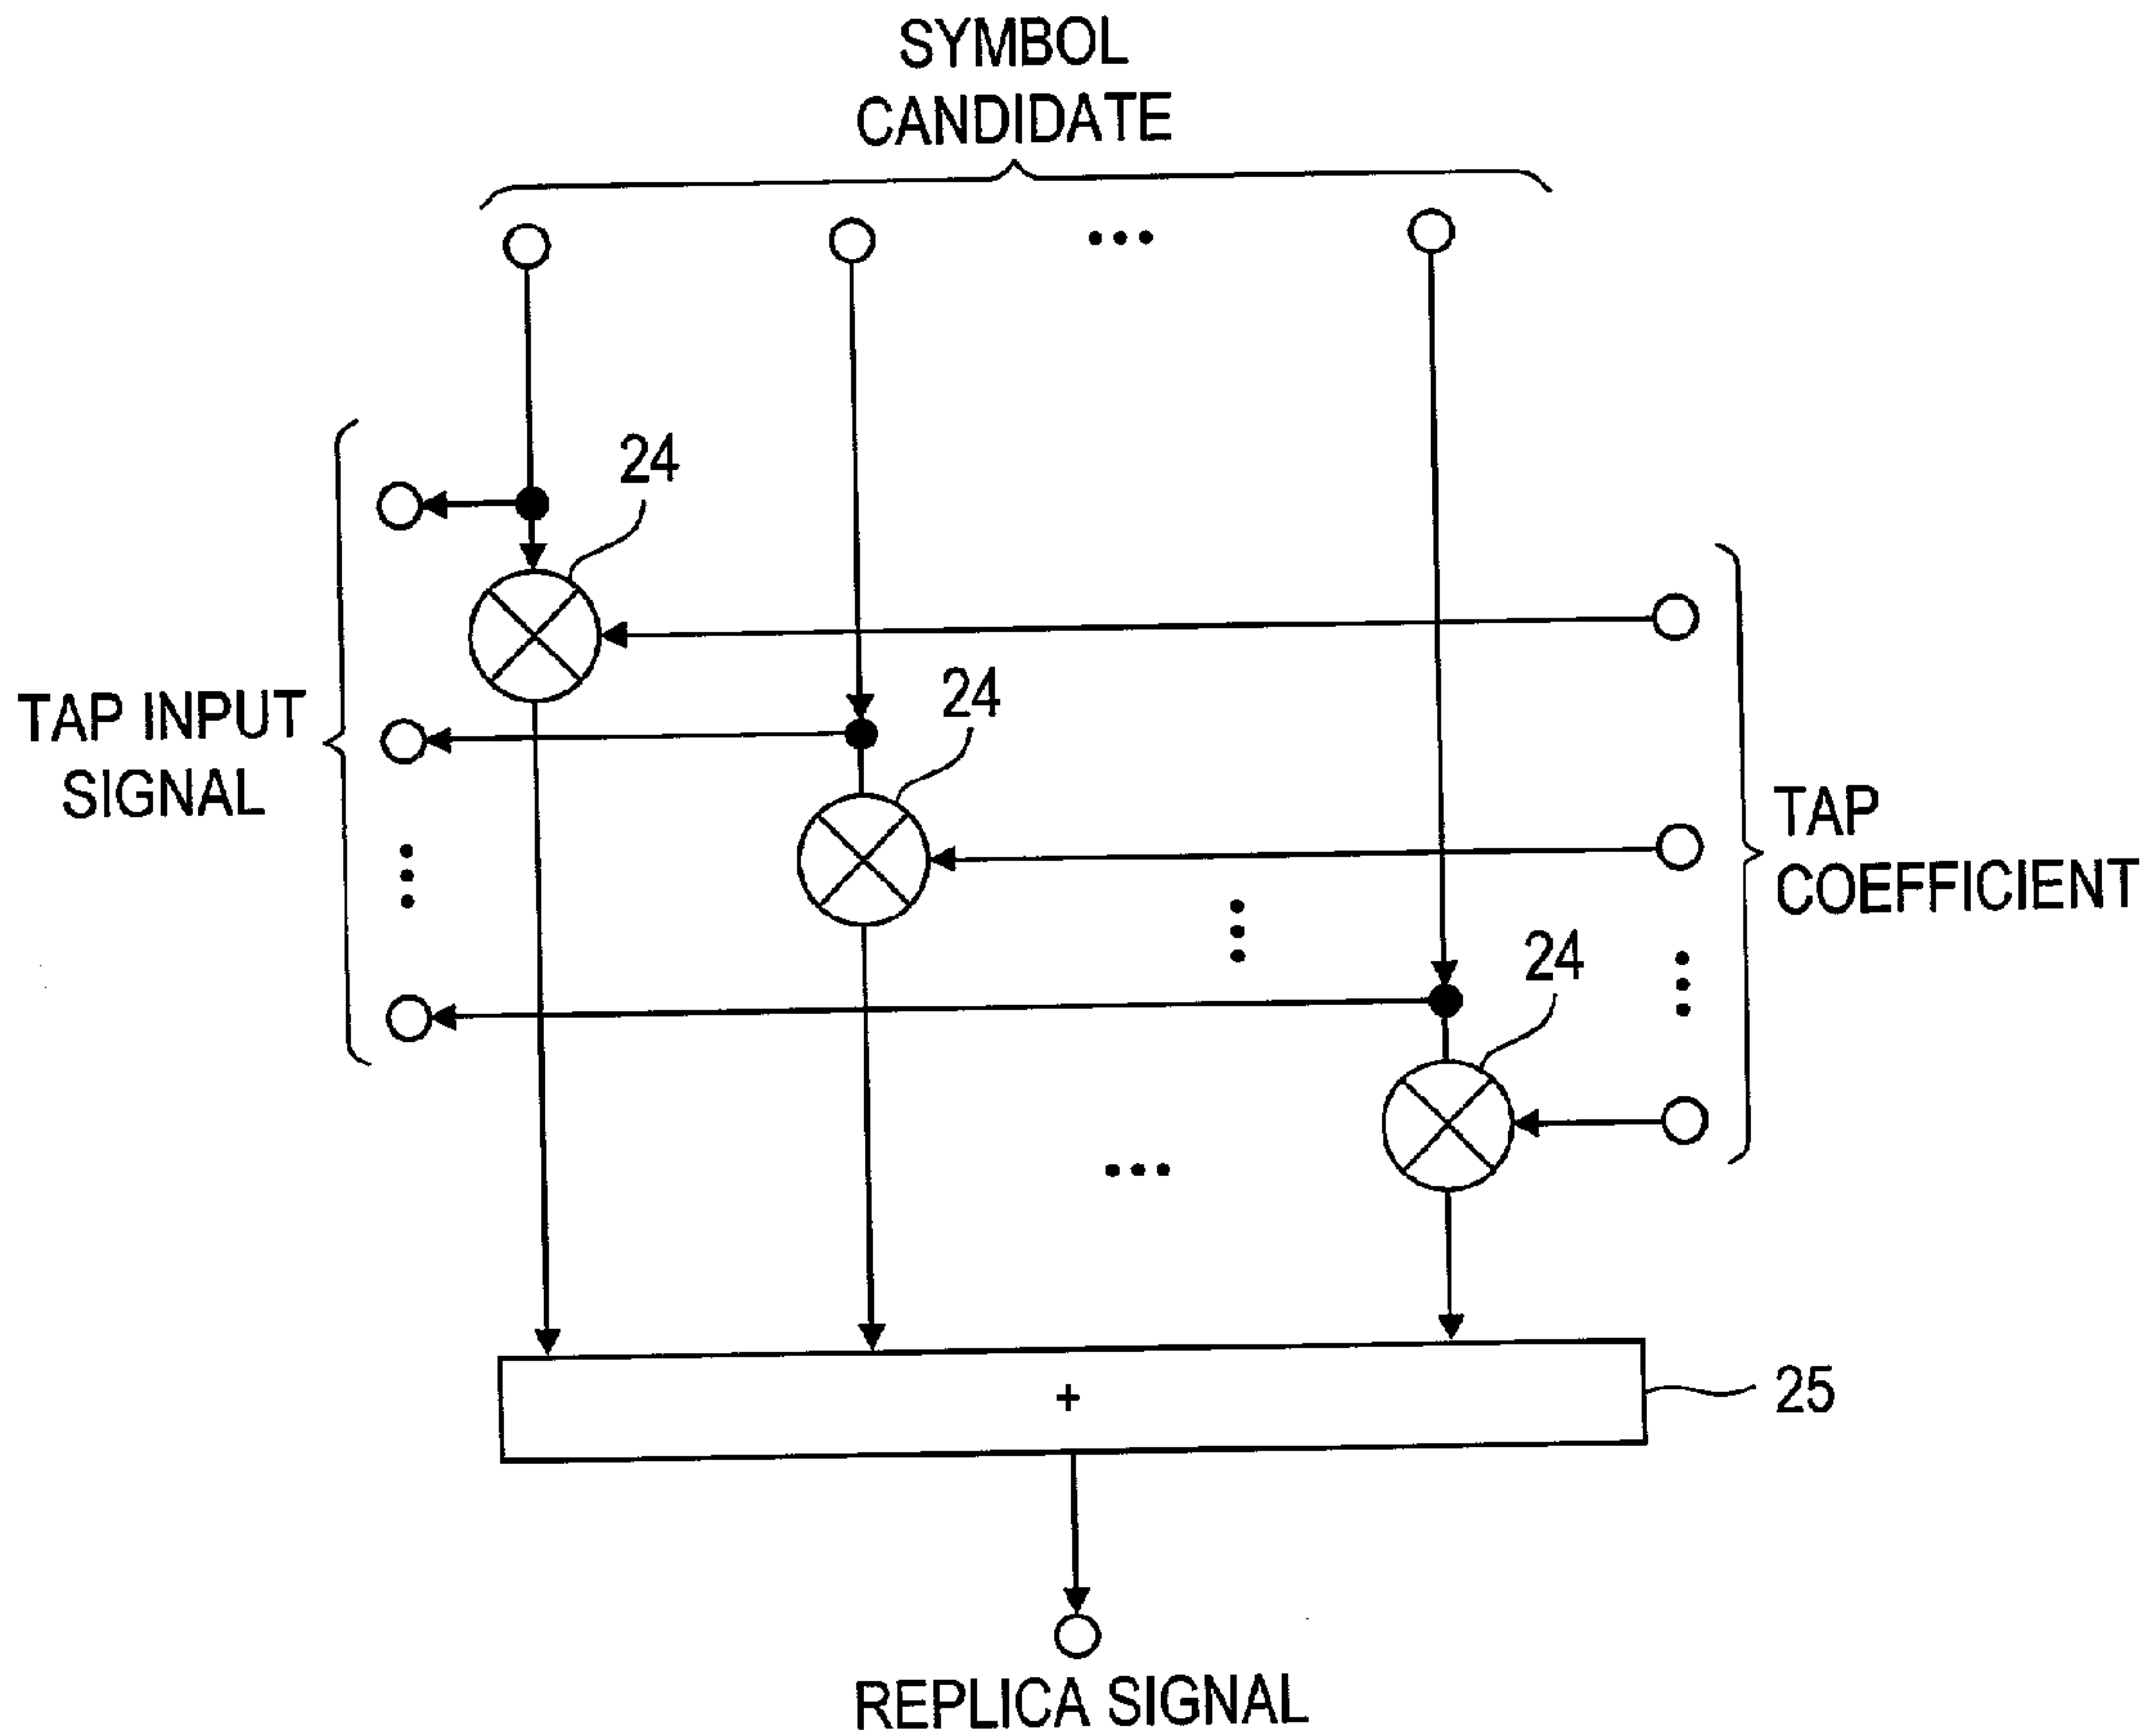 SYMBOL
CANDIDATE
24
24
TAP INPUT
SIGNAL
TAP
COEFFICIENT
24
+
25
REPLICA SIGNAL